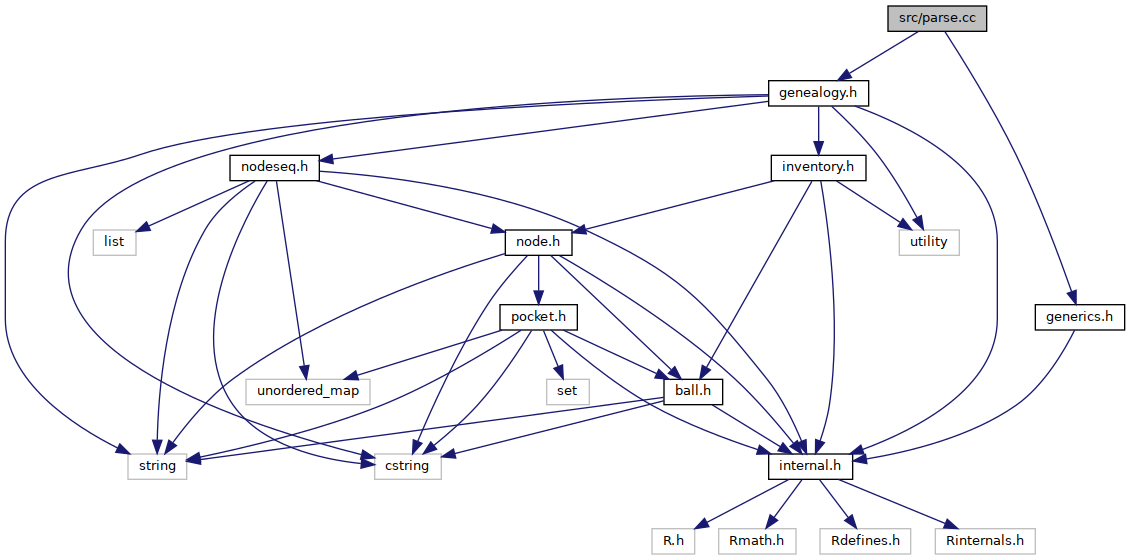 src/parse.cc
genealogy.h
nodeseq.h
inventory.h
list
node.h
utility
pocket.h
generics.h
unordered_map
set
ball.h
string
cstring
internal.h
R.h
Rmath.h
Rdefines.h
Rinternals.h